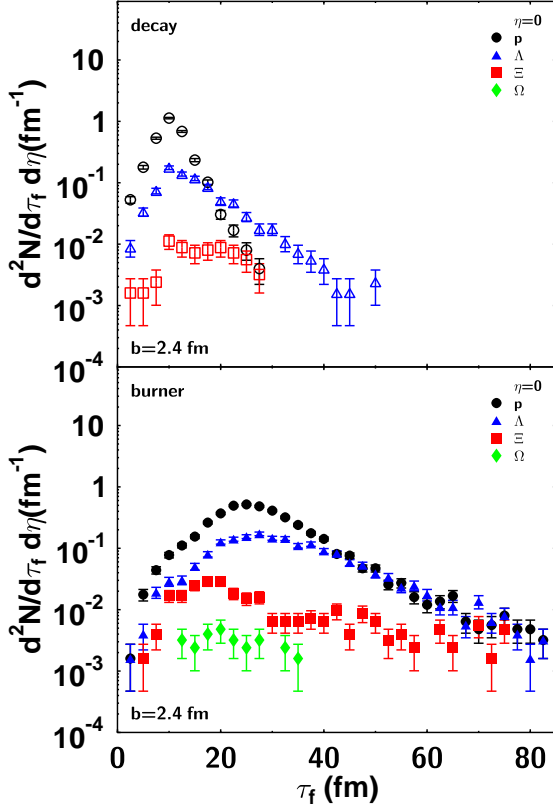 decay
η=0
p
Λ
Ξ
Ω
10
1
10⁻¹
10⁻²
10⁻³
10⁻⁴
d²N/dτf dη(fm⁻¹)
b=2.4 fm
burner
η=0
p
Λ
Ξ
Ω
10
1
10⁻¹
10⁻²
10⁻³
10⁻⁴
d²N/dτf dη(fm⁻¹)
b=2.4 fm
0 20 40 60 80
τf (fm)